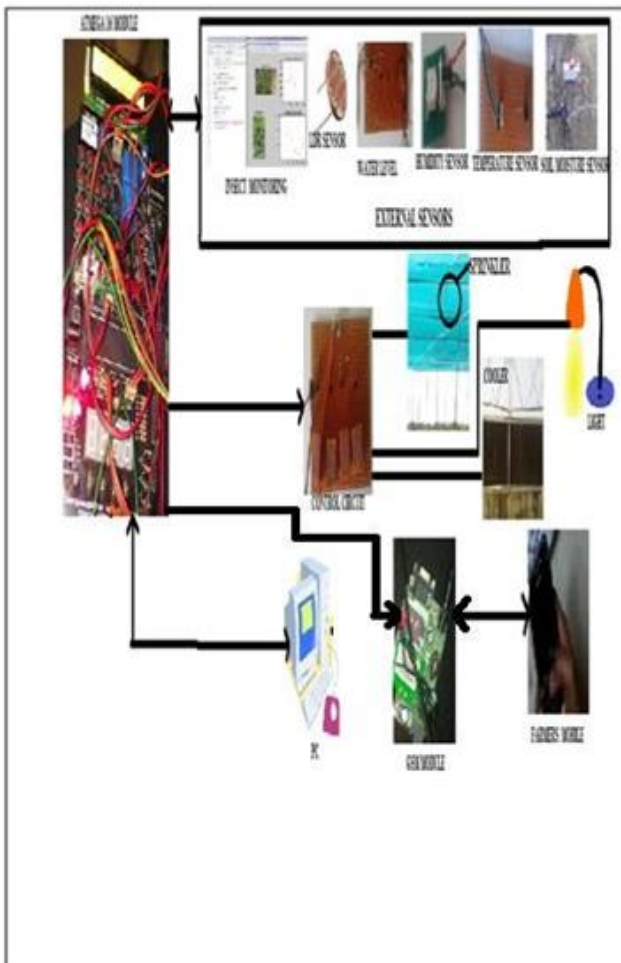 ATMEGA 16 MODULE
INSECT MONITORING
LDR SENSOR
WATER LEVEL
HUMIDITY SENSOR
TEMPERATURE SENSOR
SOIL MOISTURE SENSOR
EXTERNAL SENSORS
SPRINKLER
COOLER
LIGHT
CONTROL CIRCUIT
PC
GSM MODULE
FARMERS MOBILE